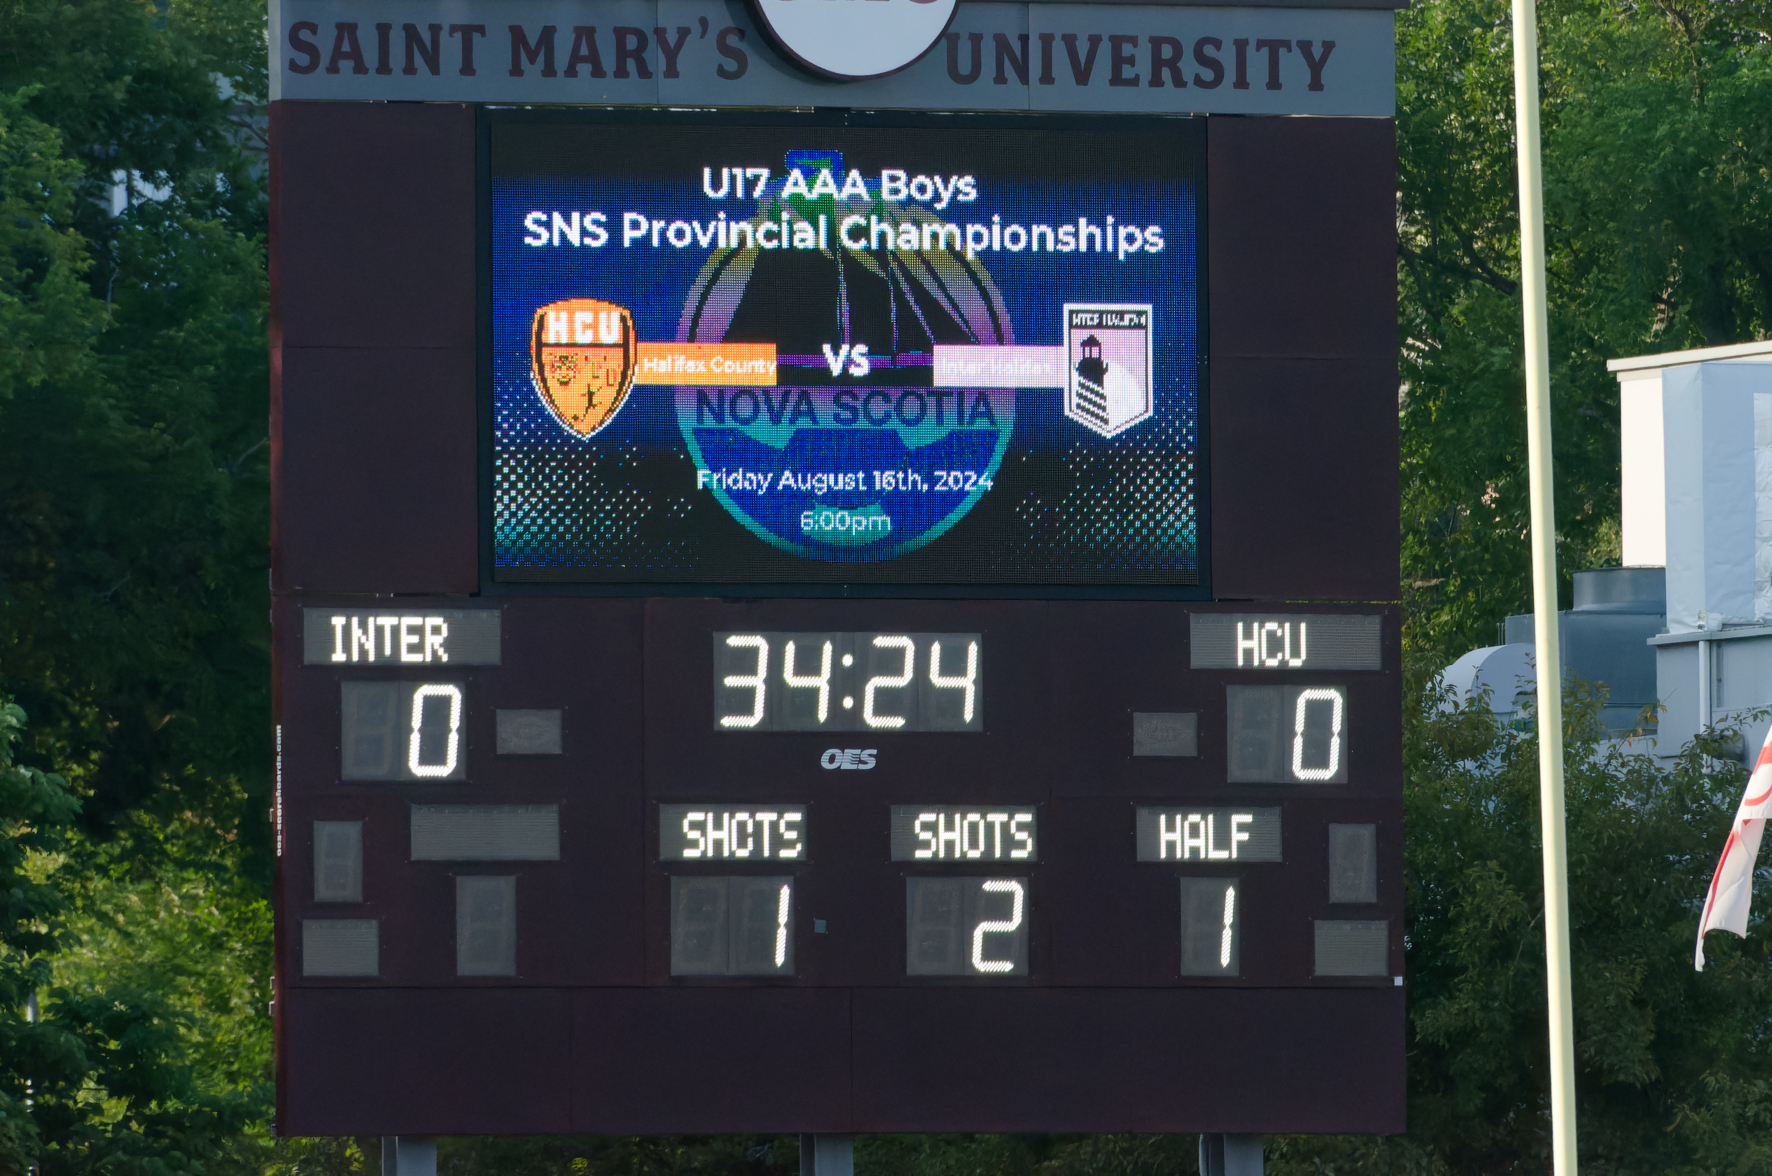 SAINT MARY'S UNIVERSITY
U17 AAA Boys
SNS Provincial Championships
HCU
Halifax County
VS
NOVA SCOTIA
Friday August 16th, 2024
6:00pm
INTER
34:24
HCU
0
0
OES
SHOTS
SHOTS
HALF
1
2
1